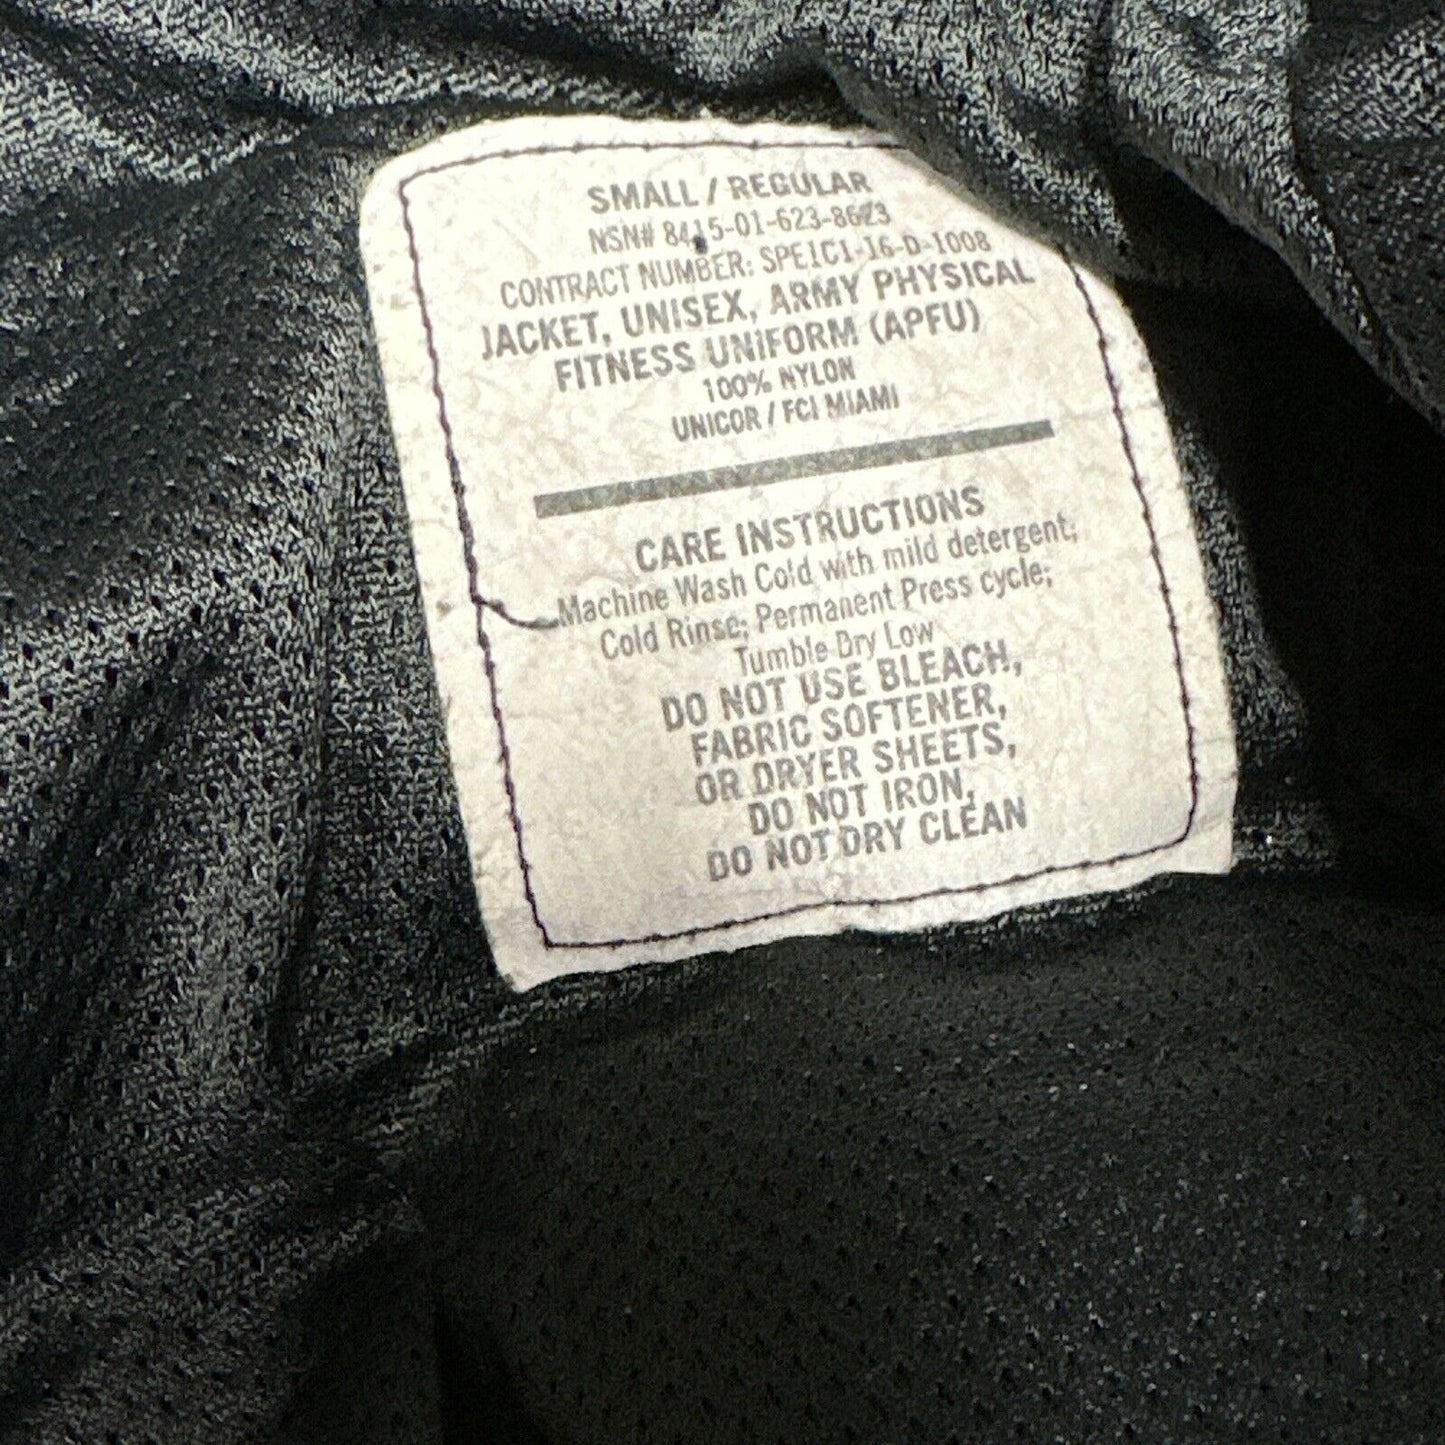 SMALL / REGULAR
NSN# 8415-01-623-8673
CONTRACT NUMBER: SPE1C1-16-D-1008
JACKET, UNISEX, ARMY PHYSICAL
FITNESS UNIFORM (APFU)
100% NYLON
UNICOR / FCI MIAMI
CARE INSTRUCTIONS
Machine Wash Cold with mild detergent;
Cold Rinse; Permanent Press cycle;
Tumble Dry Low
DO NOT USE BLEACH,
FABRIC SOFTENER,
OR DRYER SHEETS,
DO NOT IRON,
DO NOT DRY CLEAN